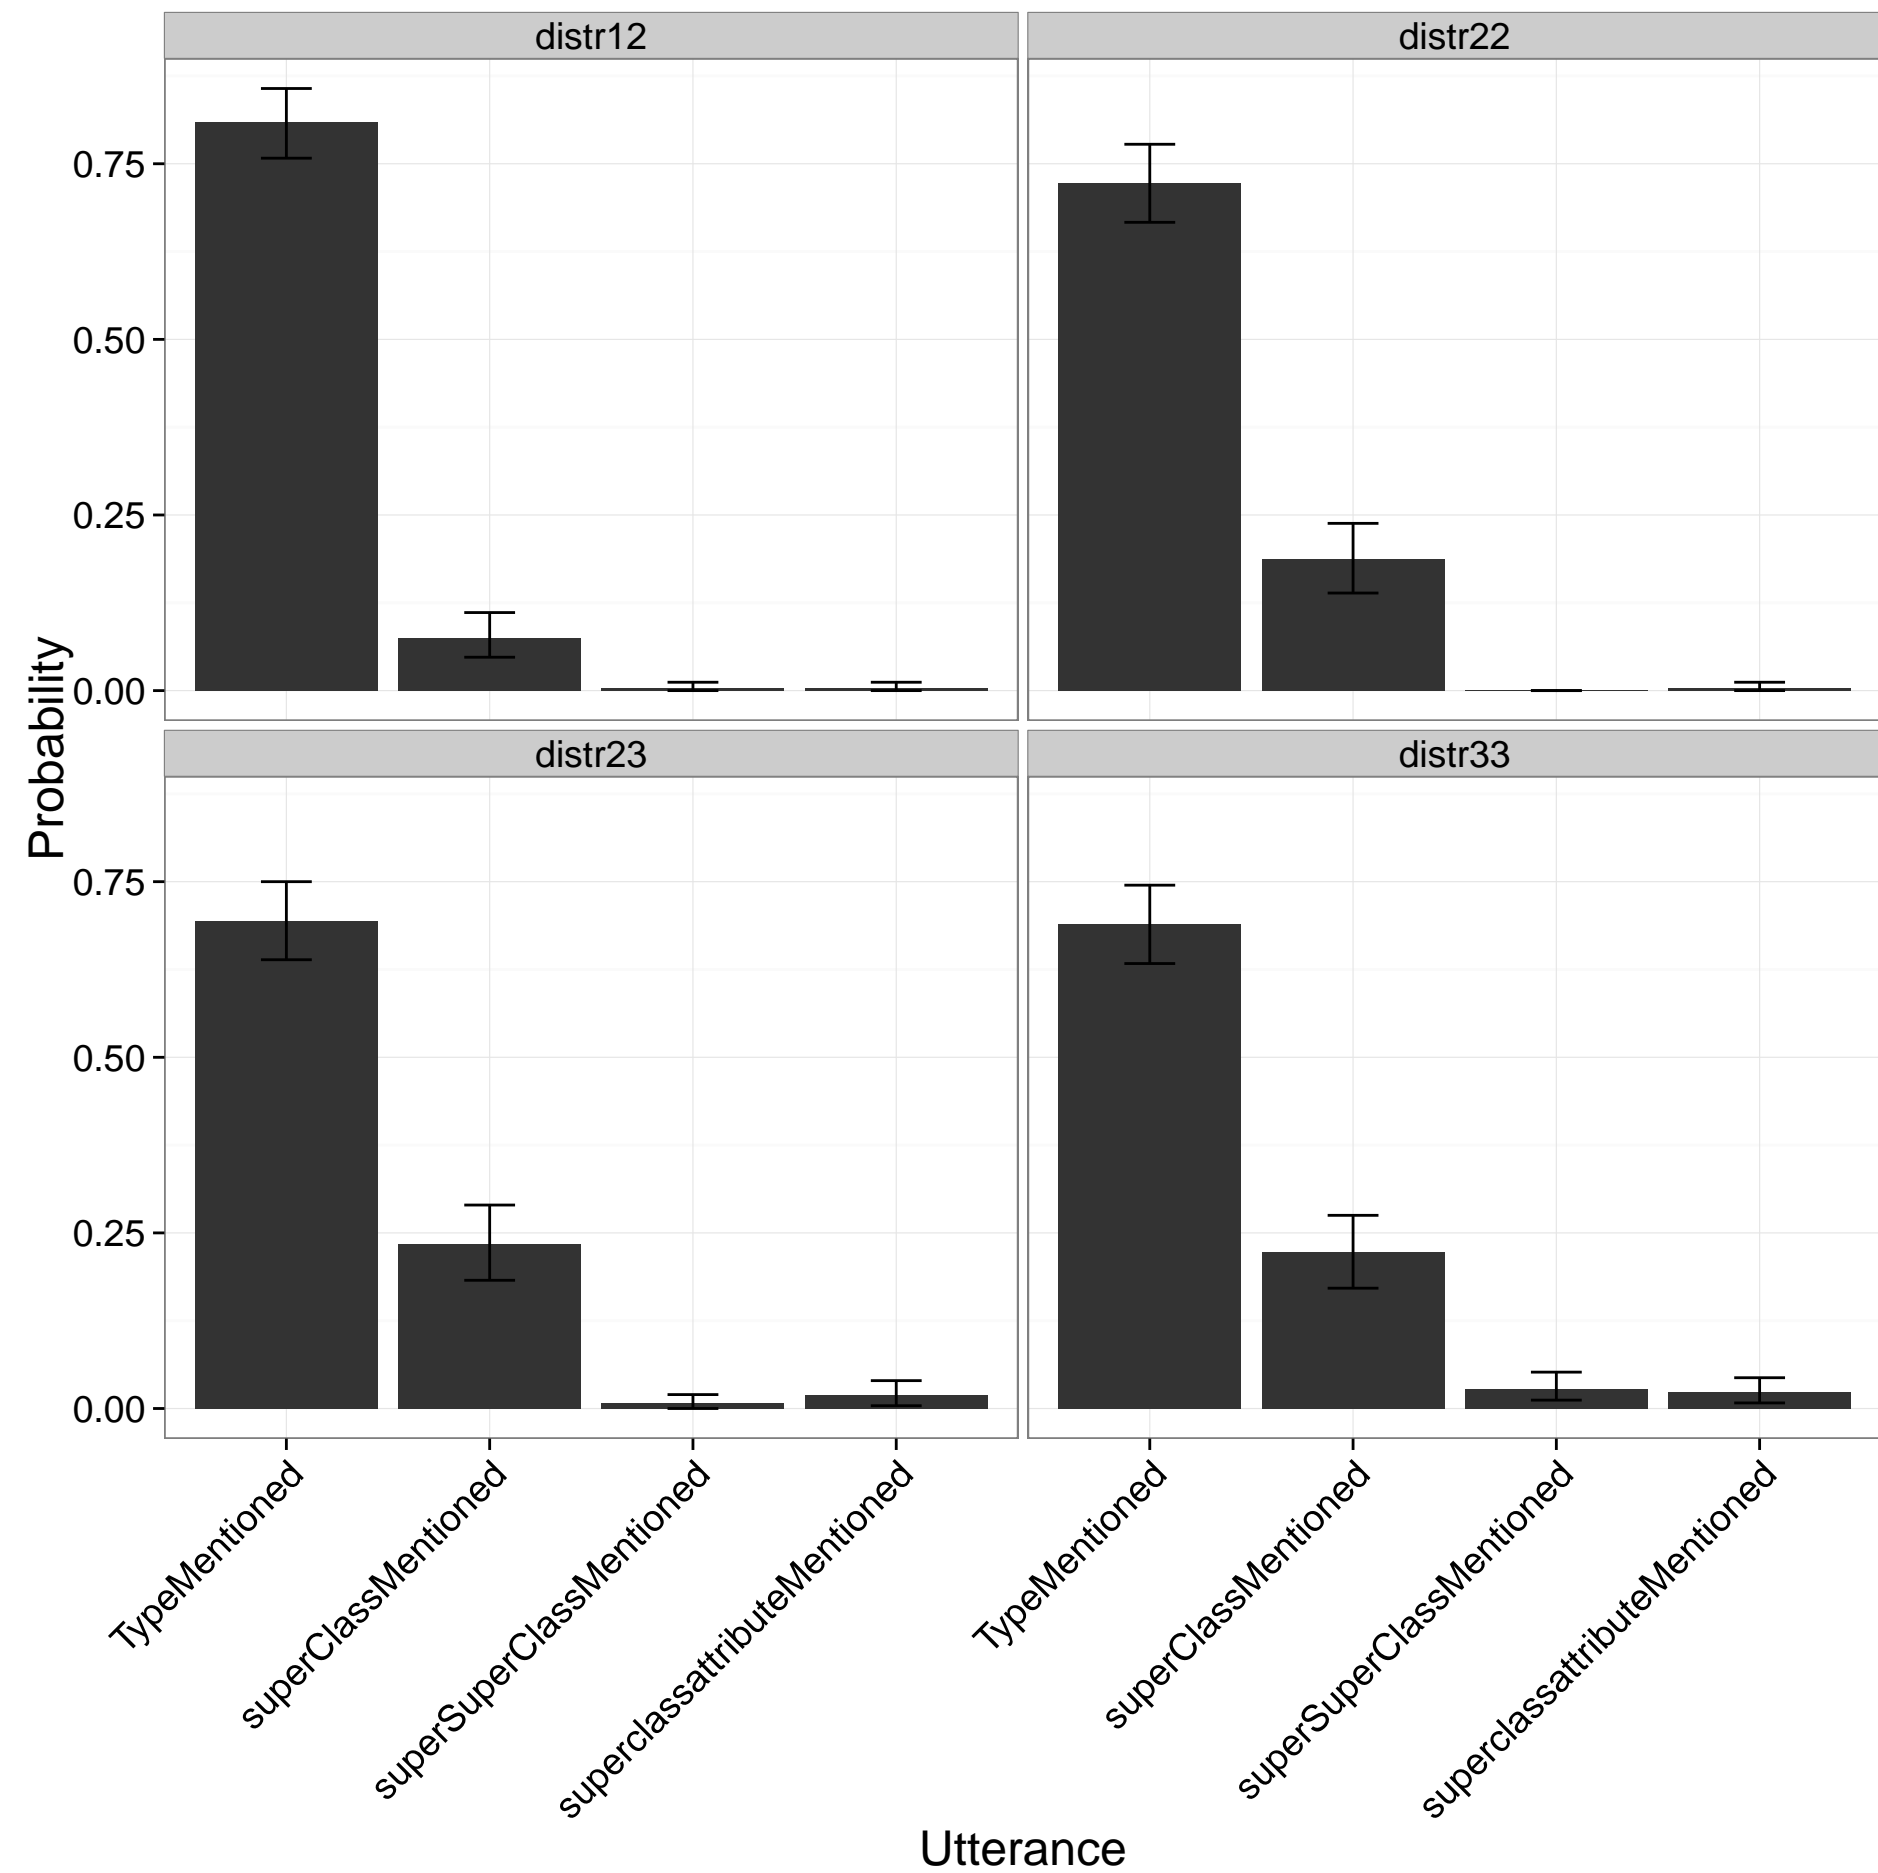 distr12
distr22
0.75
0.50
0.25
0.00
distr23
distr33
0.75
0.50
0.25
0.00
Probability
TypeMentioned
superClassMentioned
superSuperClassMentioned
superclassattributeMentioned
TypeMentioned
superClassMentioned
superSuperClassMentioned
superclassattributeMentioned
Utterance